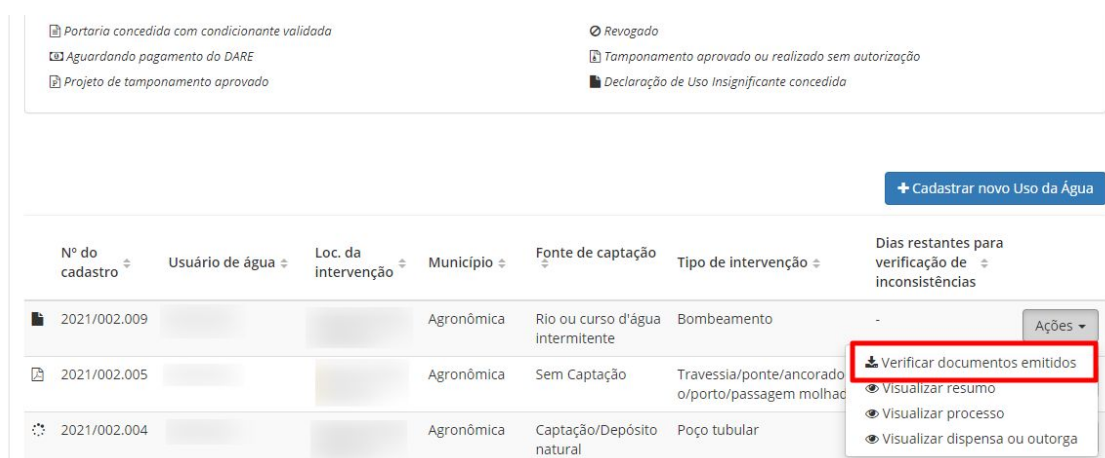 Portaria concedida com condicionante validada
Revogado
Aguardando pagamento do DARE
Tamponamento aprovado ou realizado sem autorização
Projeto de tamponamento aprovado
Declaração de Uso Insignificante concedida
+ Cadastrar novo Uso da Água
Nº do cadastro
Usuário de água
Loc. da intervenção
Município
Fonte de captação
Tipo de intervenção
Dias restantes para verificação de inconsistências
2021/002.009
Agronômica
Rio ou curso d'água intermitente
Bombeamento
-
Ações
2021/002.005
Agronômica
Sem Captação
Travessia/ponte/ancorado
o/porto/passagem molhad
2021/002.004
Agronômica
Captação/Depósito natural
Poço tubular
Verificar documentos emitidos
Visualizar resumo
Visualizar processo
Visualizar dispensa ou outorga